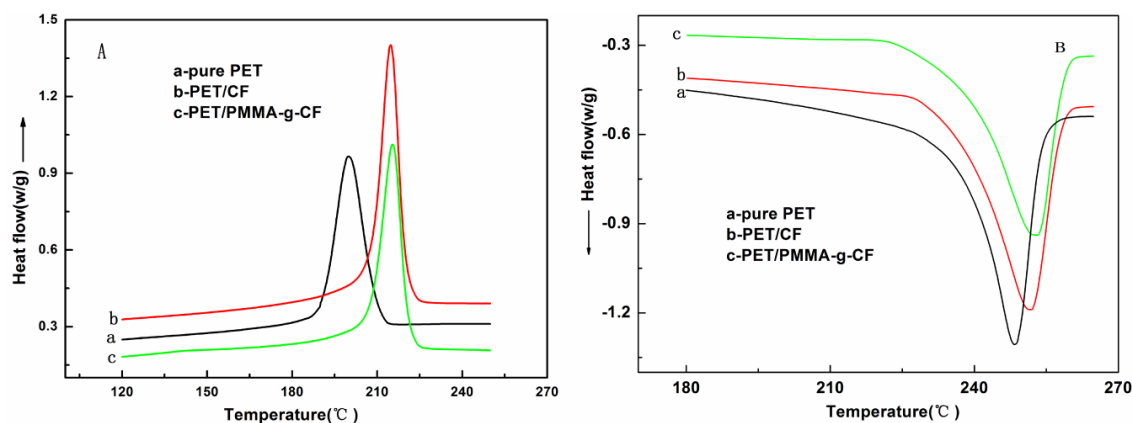 A
a-pure PET
b-PET/CF
c-PET/PMMA-g-CF
Heat flow(w/g)
1.5
1.2
0.9
0.6
0.3
b
a
c
120
150
180
210
240
270
Temperature(℃)
B
c
b
a
a-pure PET
b-PET/CF
c-PET/PMMA-g-CF
Heat flow(w/g)
-0.3
-0.6
-0.9
-1.2
180
210
240
270
Temperature(℃)